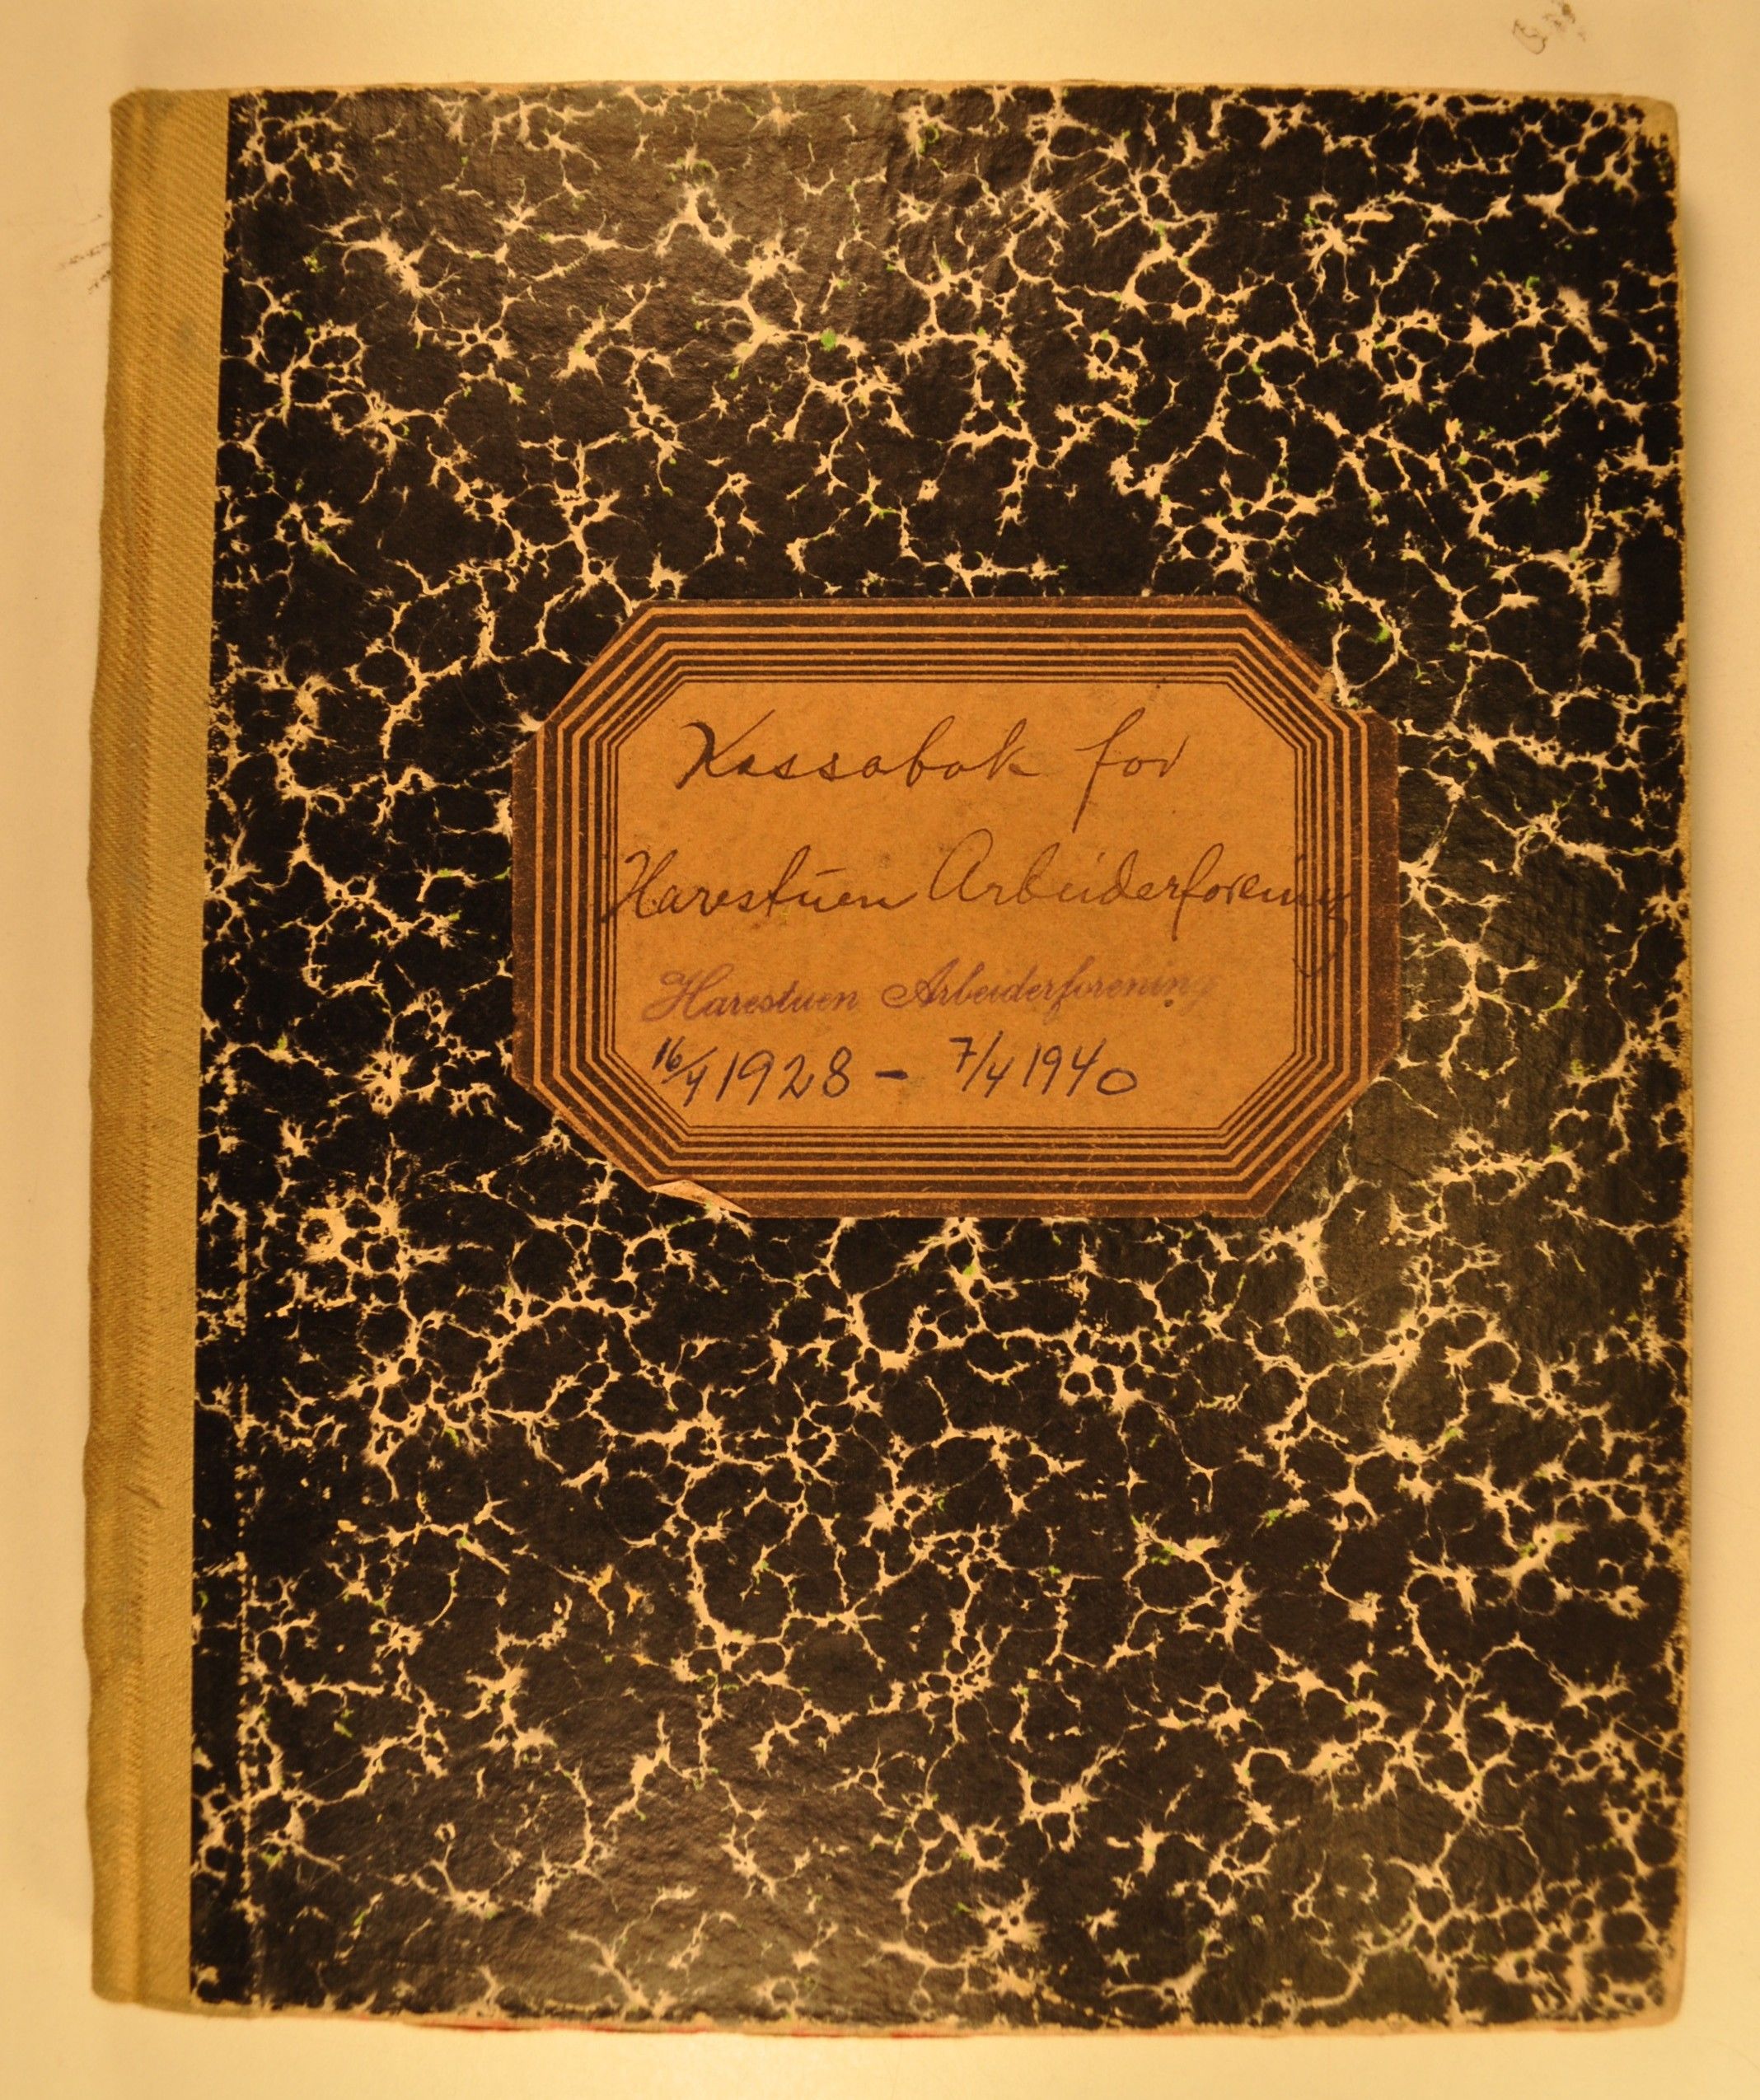 Kassabok for
Harestuen Arbeiderforening
Harestuen Arbeiderforening
16/4 1928 - 7/4 1940